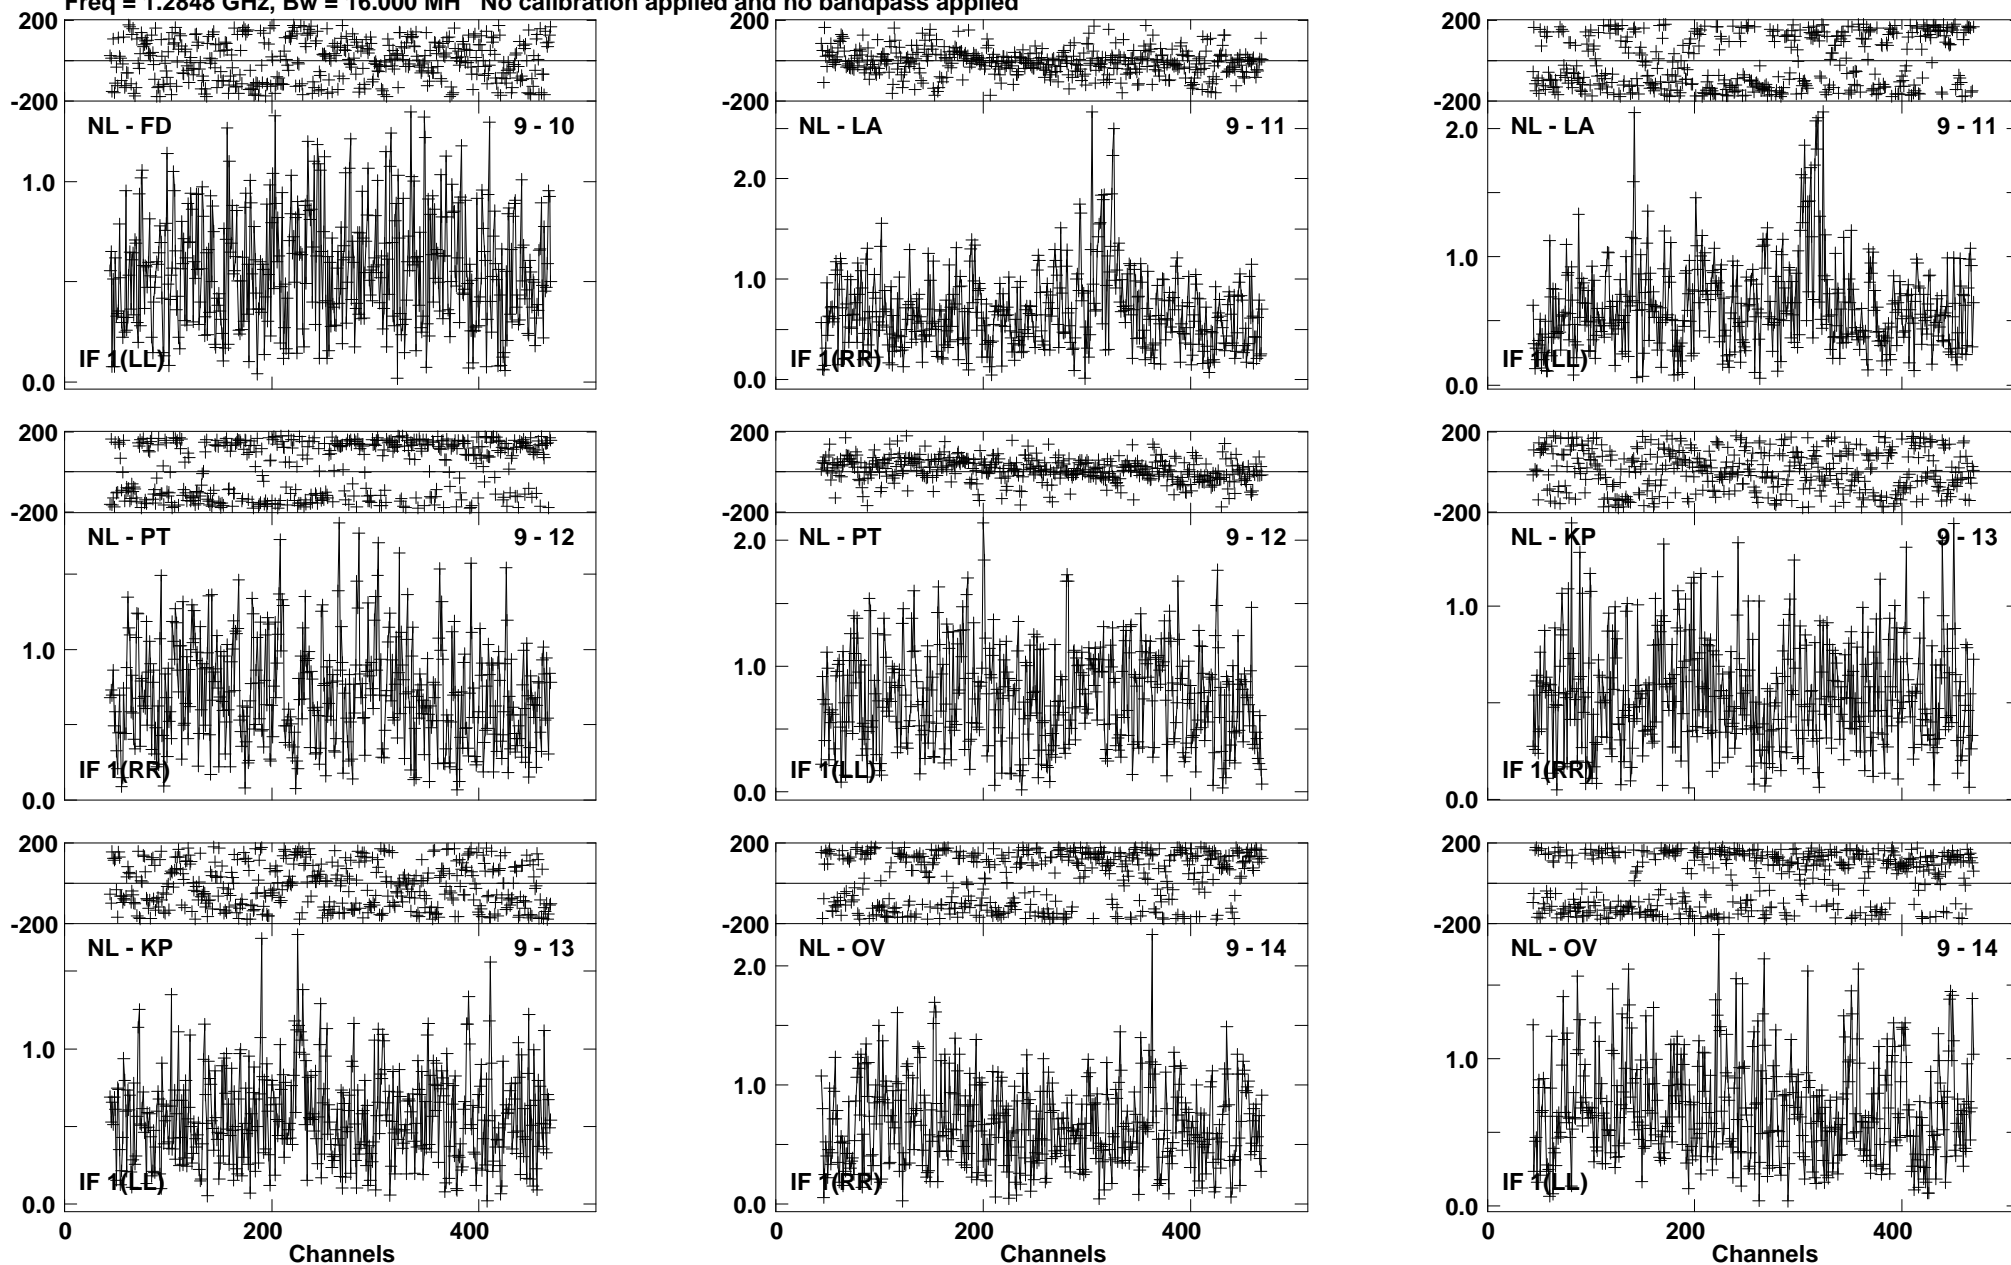 Freq = 1.2848 GHz, Bw = 16.000 MH No calibration applied and no bandpass applied
200
-200
NL - FD 9 - 10
1.0
IF 1(LL)
0.0
200
-200
NL - LA 9 - 11
2.0
1.0
IF 1(RR)
0.0
200
-200
NL - LA 9 - 11
2.0
1.0
IF 1(LL)
0.0
200
-200
NL - PT 9 - 12
1.0
IF 1(RR)
0.0
200
-200
NL - PT 9 - 12
2.0
1.0
IF 1(LL)
0.0
200
-200
NL - KP 9 - 13
1.0
IF 1(RR)
0.0
200
-200
NL - KP 9 - 13
1.0
IF 1(LL)
0.0
0 200 400
Channels
200
-200
NL - OV 9 - 14
2.0
1.0
IF 1(RR)
0.0
0 200 400
Channels
200
-200
NL - OV 9 - 14
1.0
IF 1(LL)
0.0
0 200 400
Channels